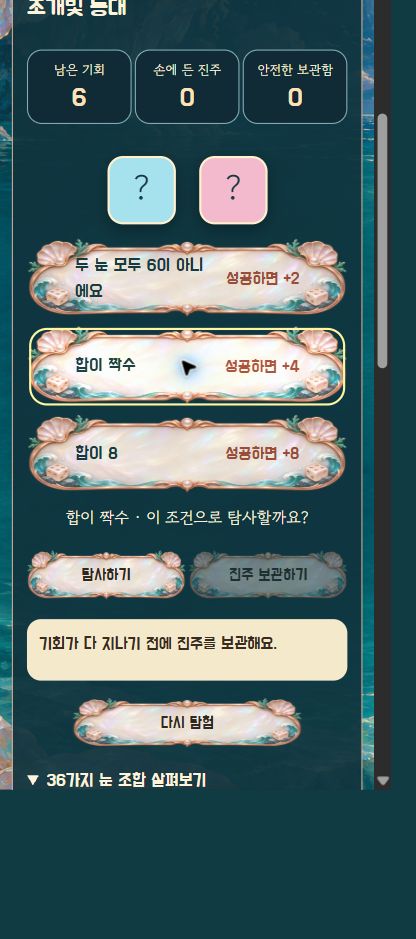 조개빛 등대
남은 기회
손에 든 진주
안전한 보관함
6
0
0
?
?
두 눈 모두 6이 아니
에요
성공하면 +2
합이 짝수
성공하면 +4
합이 8
성공하면 +8
합이 짝수 · 이 조건으로 탐사할까요?
탐사하기
진주 보관하기
기회가 다 지나기 전에 진주를 보관해요.
다시 탐험
▼ 36가지 눈 조합 살펴보기